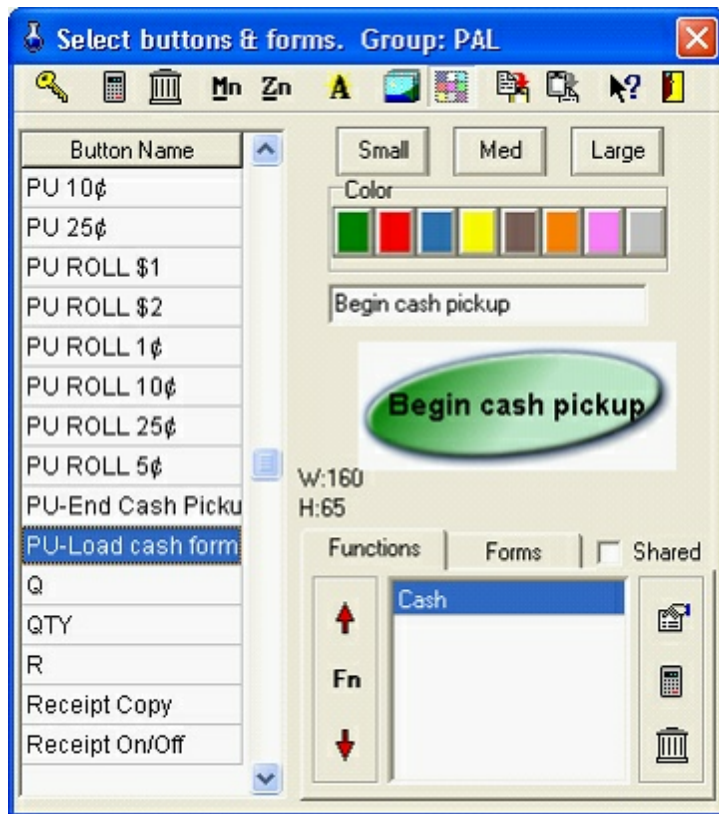 Select buttons & forms. Group: PAL
Mn Zn A ?
Button Name
PU 10¢
PU 25¢
PU ROLL $1
PU ROLL $2
PU ROLL 1¢
PU ROLL 10¢
PU ROLL 25¢
PU ROLL 5¢
PU-End Cash Picku
PU-Load cash form
Q
QTY
R
Receipt Copy
Receipt On/Off
Small Med Large
Color
Begin cash pickup
Begin cash pickup
W:160
H:65
Functions Forms Shared
Cash
Fn